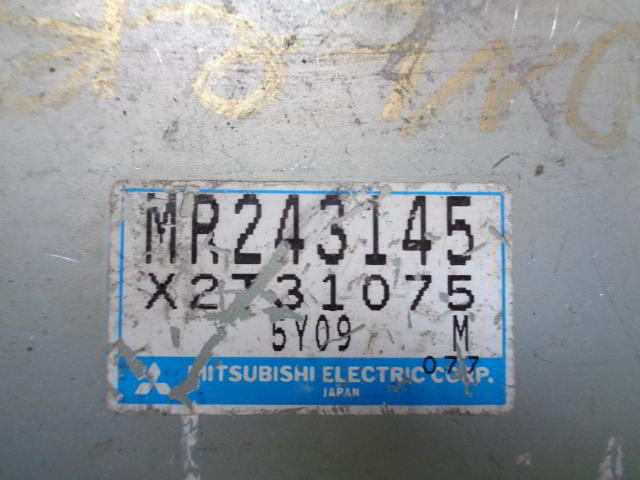 MR243145
X2T31075
5Y09 M
077
MITSUBISHI ELECTRIC CORP.
JAPAN